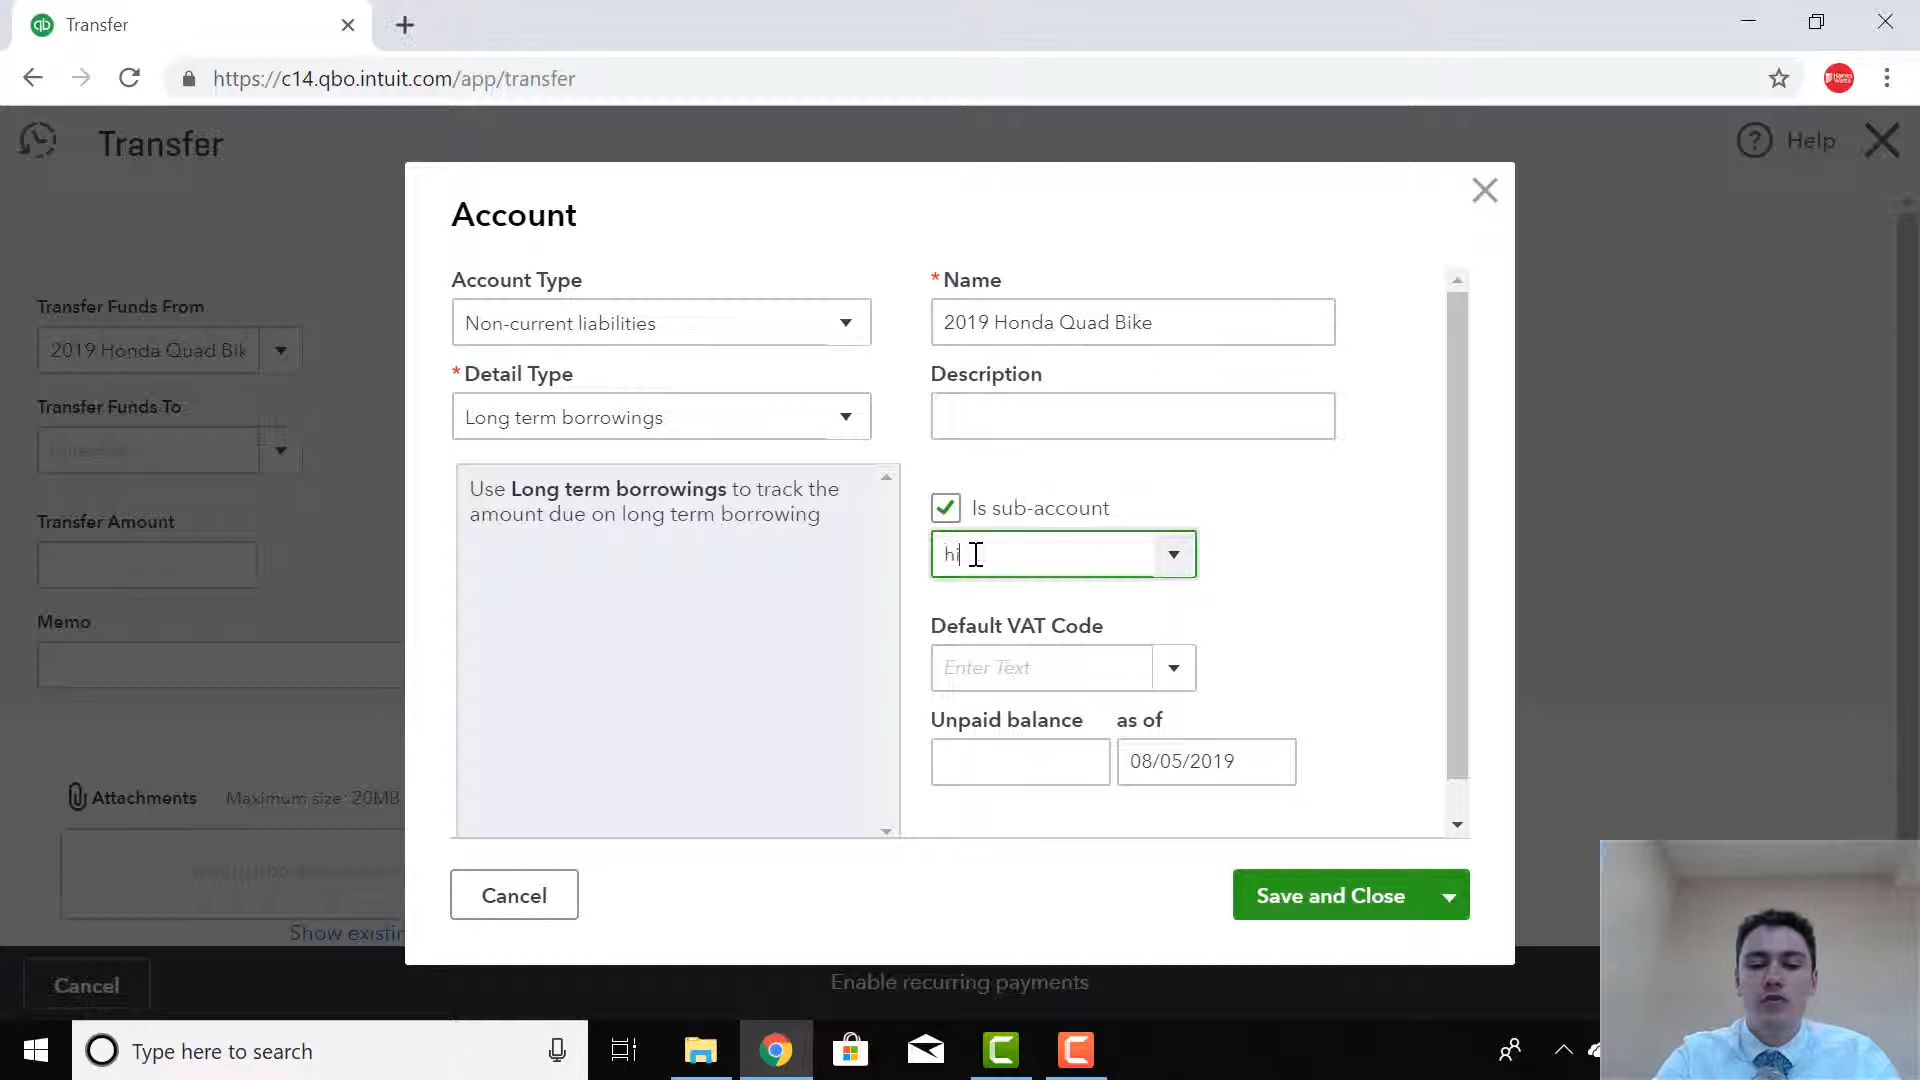 Transfer
https://c14.qbo.intuit.com/app/transfer
Transfer
Help
Transfer Funds From
2019 Honda Quad Bik
Transfer Funds To
Transfer Amount
Memo
Attachments Maximum size: 20MB
Show existin
Cancel
Enable recurring payments
Account
Account Type
Non-current liabilities
* Detail Type
Long term borrowings
Use Long term borrowings to track the
amount due on long term borrowing
* Name
2019 Honda Quad Bike
Description
Is sub-account
hi
Default VAT Code
Enter Text
Unpaid balance as of
08/05/2019
Cancel
Save and Close
Type here to search